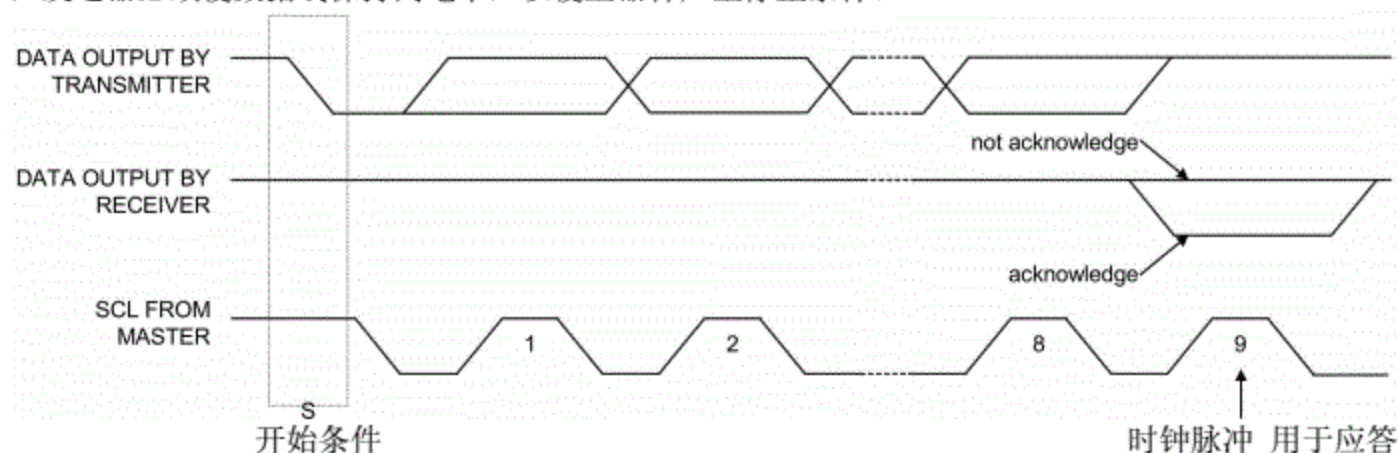 DATA OUTPUT BY
TRANSMITTER
not acknowledge
DATA OUTPUT BY
RECEIVER
acknowledge
SCL FROM
MASTER
1
2
8
9
S
开始条件
时钟脉冲 用于应答